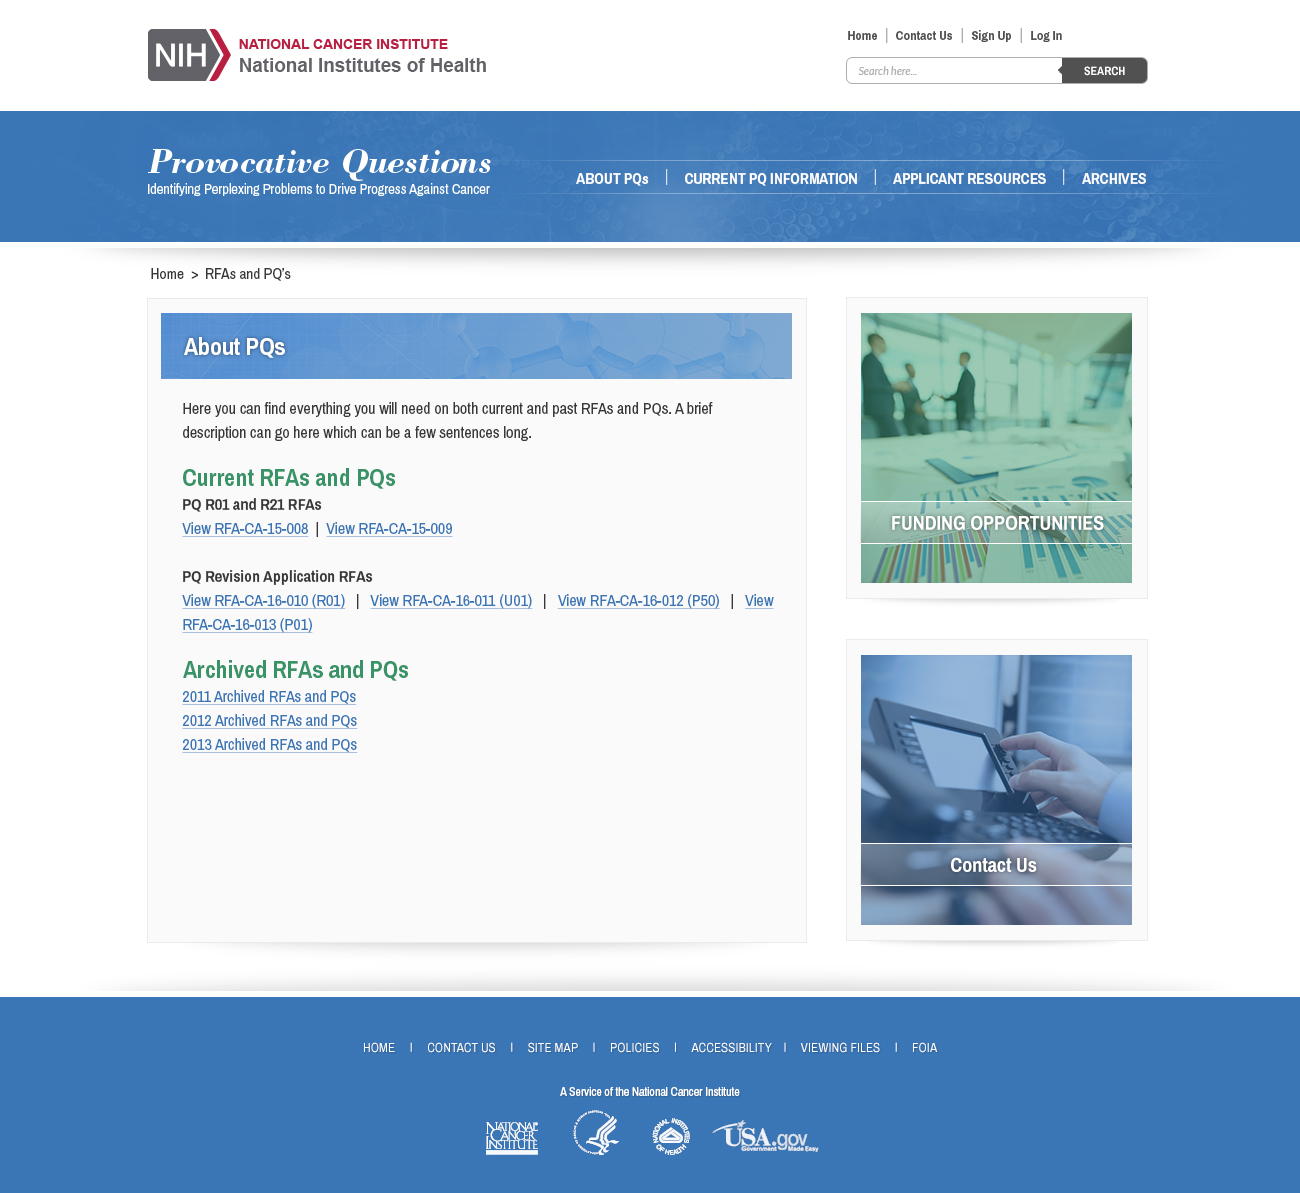 NIH
NATIONAL CANCER INSTITUTE
National Institutes of Health
Home | Contact Us | Sign Up | Log In
Search here...
SEARCH
Provocative Questions
Identifying Perplexing Problems to Drive Progress Against Cancer
ABOUT PQs | CURRENT PQ INFORMATION | APPLICANT RESOURCES | ARCHIVES
Home > RFAs and PQ's
About PQs
Here you can find everything you will need on both current and past RFAs and PQs. A brief
description can go here which can be a few sentences long.
Current RFAs and PQs
PQ R01 and R21 RFAs
View RFA-CA-15-008 | View RFA-CA-15-009
PQ Revision Application RFAs
View RFA-CA-16-010 (R01) | View RFA-CA-16-011 (U01) | View RFA-CA-16-012 (P50) | View
RFA-CA-16-013 (P01)
Archived RFAs and PQs
2011 Archived RFAs and PQs
2012 Archived RFAs and PQs
2013 Archived RFAs and PQs
FUNDING OPPORTUNITIES
Contact Us
HOME | CONTACT US | SITE MAP | POLICIES | ACCESSIBILITY | VIEWING FILES | FOIA
A Service of the National Cancer Institute
NATIONAL
CANCER
INSTITUTE
NATIONAL INSTITUTES
OF HEALTH
USA.gov
Government Made Easy